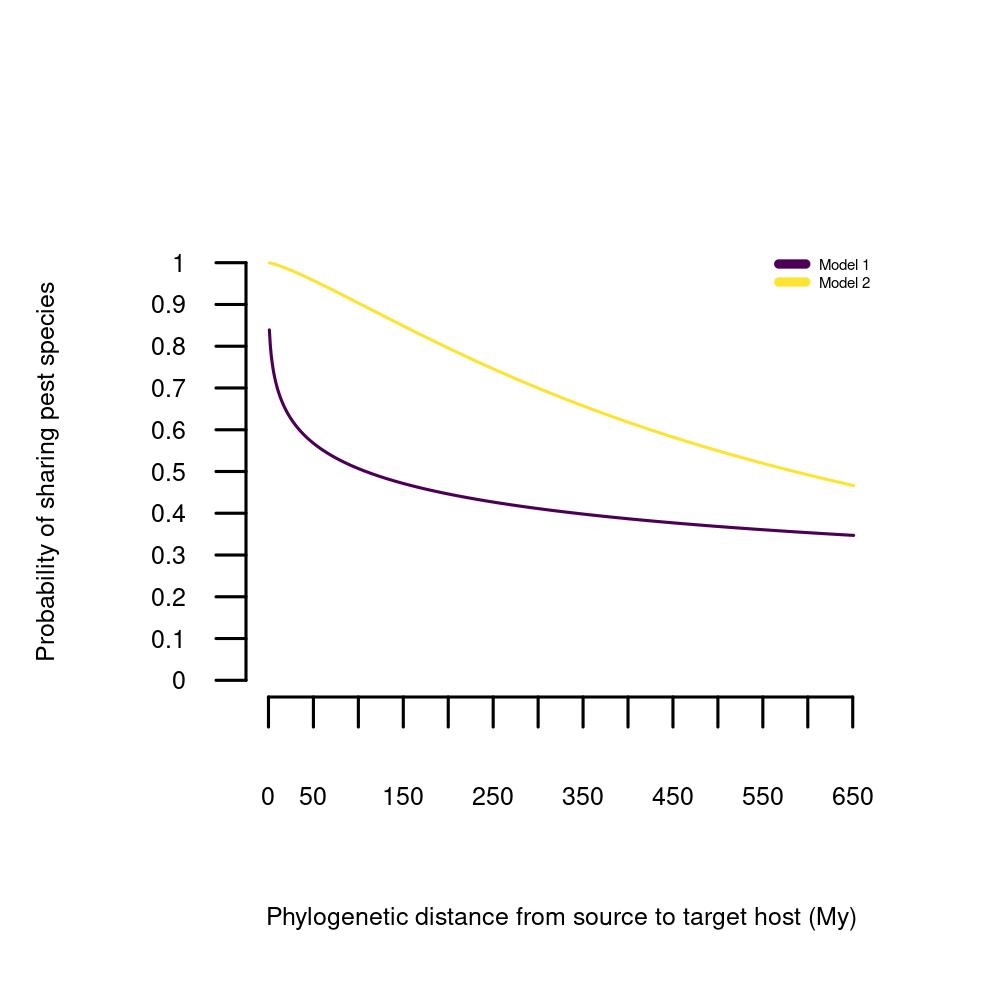 Model 1
Model 2
Probability of sharing pest species
1
0.9
0.8
0.7
0.6
0.5
0.4
0.3
0.2
0.1
0
0 50 150 250 350 450 550 650
Phylogenetic distance from source to target host (My)